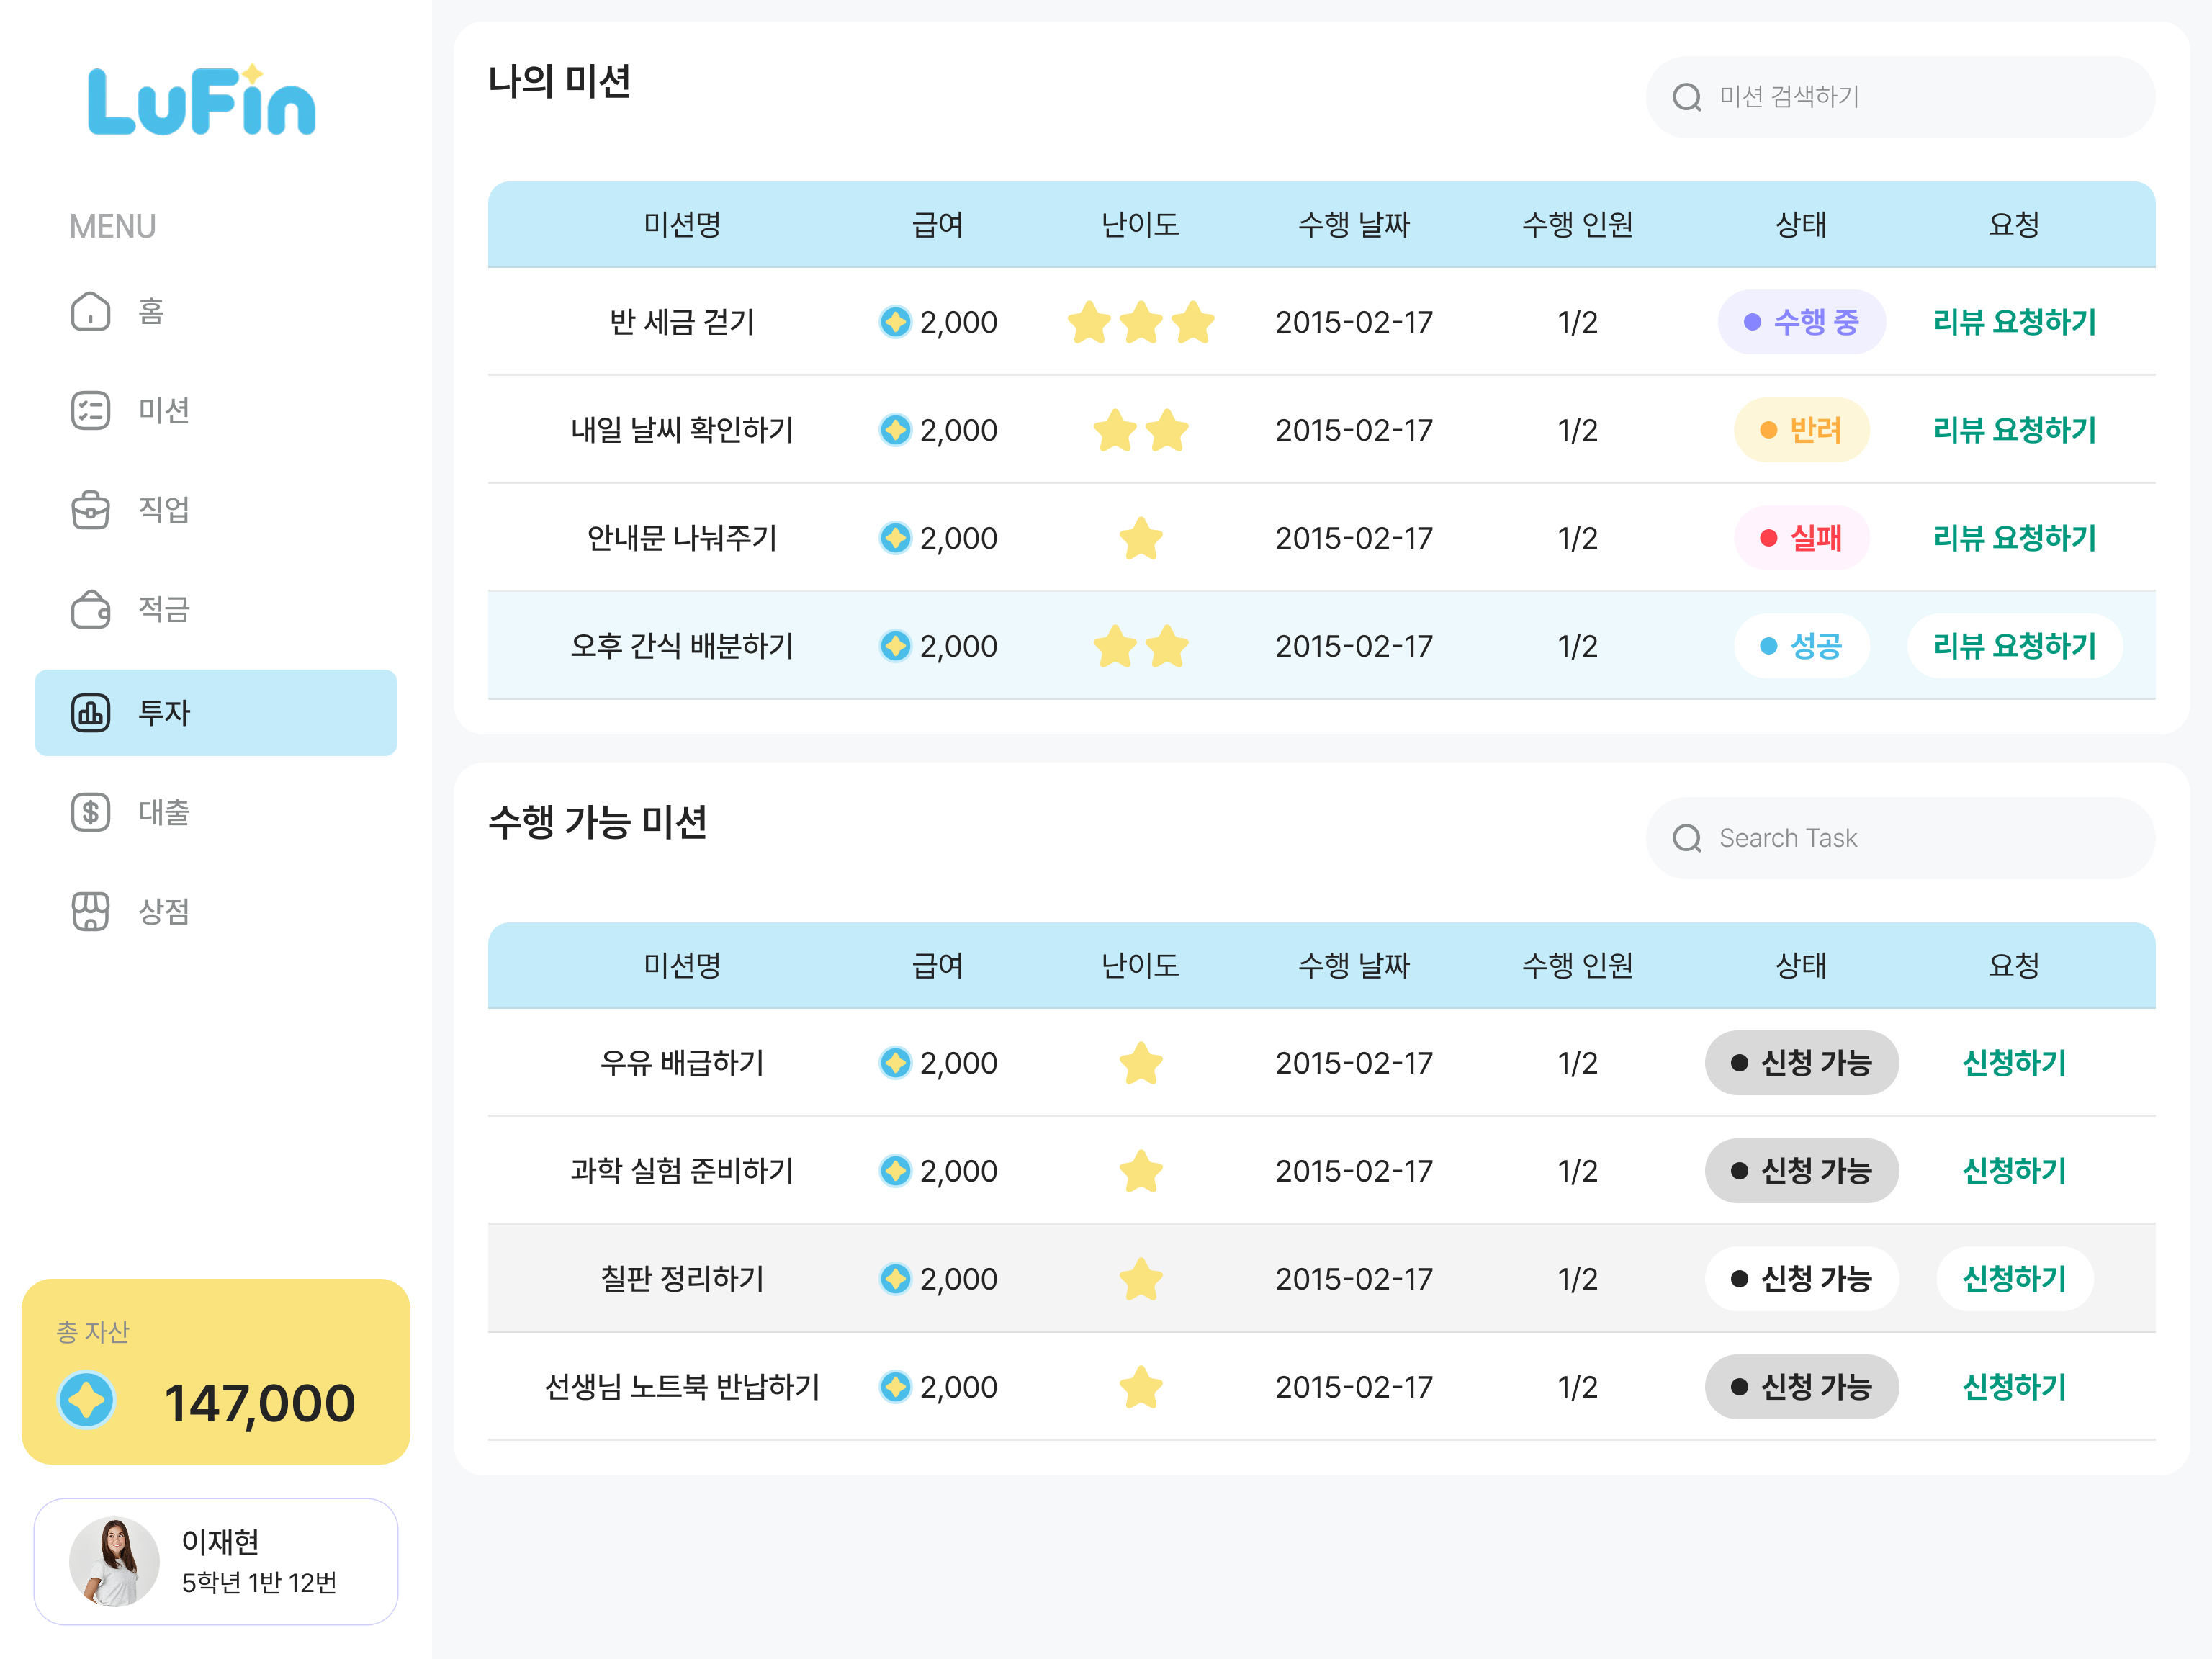 LuFin
MENU
홈
미션
직업
적금
투자
대출
상점
총 자산
147,000
이재현
5학년 1반 12번
나의 미션
미션 검색하기
미션명 급여 난이도 수행 날짜 수행 인원 상태 요청
반 세금 걷기 2,000 2015-02-17 1/2 수행 중 리뷰 요청하기
내일 날씨 확인하기 2,000 2015-02-17 1/2 반려 리뷰 요청하기
안내문 나눠주기 2,000 2015-02-17 1/2 실패 리뷰 요청하기
오후 간식 배분하기 2,000 2015-02-17 1/2 성공 리뷰 요청하기
수행 가능 미션
Search Task
미션명 급여 난이도 수행 날짜 수행 인원 상태 요청
우유 배급하기 2,000 2015-02-17 1/2 신청 가능 신청하기
과학 실험 준비하기 2,000 2015-02-17 1/2 신청 가능 신청하기
칠판 정리하기 2,000 2015-02-17 1/2 신청 가능 신청하기
선생님 노트북 반납하기 2,000 2015-02-17 1/2 신청 가능 신청하기